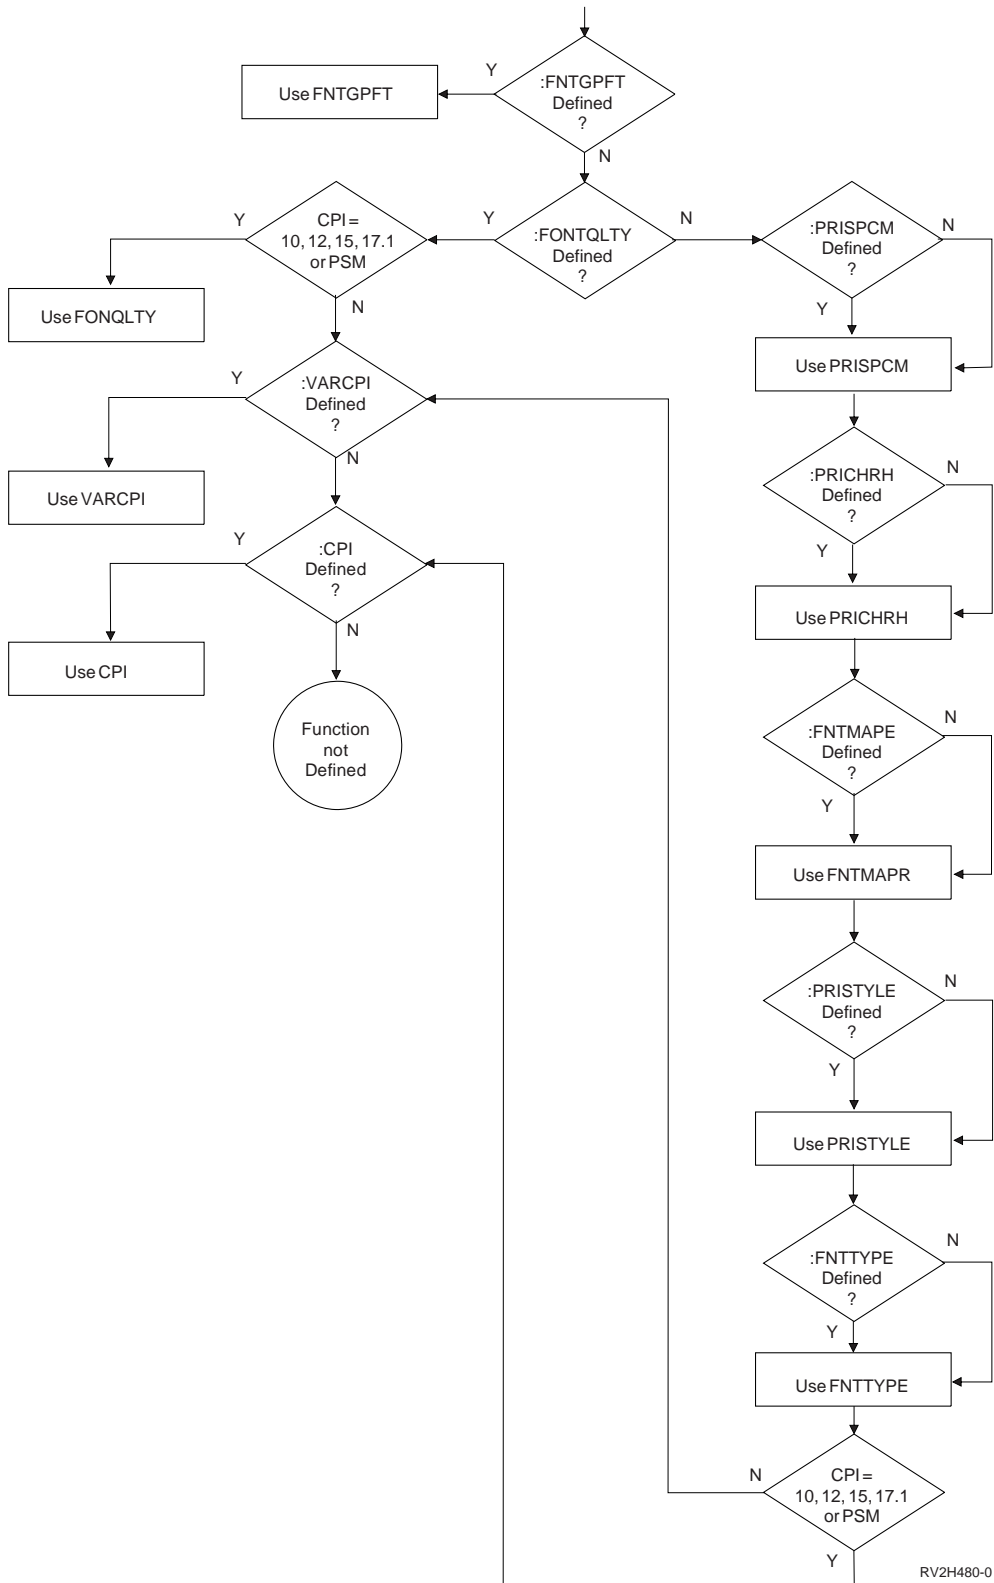 :FNTGPFT
Defined
?
Y
Use FNTGPFT
N
:FONTQLTY
Defined
?
Y
N
CPI =
10, 12, 15, 17.1
or PSM
Y
Use FONQLTY
N
:VARCPI
Defined
?
Y
Use VARCPI
N
:CPI
Defined
?
Y
Use CPI
N
Function
not
Defined
:PRISPCM
Defined
?
N
Y
Use PRISPCM
:PRICHRH
Defined
?
N
Y
Use PRICHRH
:FNTMAPE
Defined
?
N
Y
Use FNTMAPR
:PRISTYLE
Defined
?
N
Y
Use PRISTYLE
:FNTTYPE
Defined
?
N
Y
Use FNTTYPE
CPI =
10, 12, 15, 17.1
or PSM
N
Y
RV2H480-0